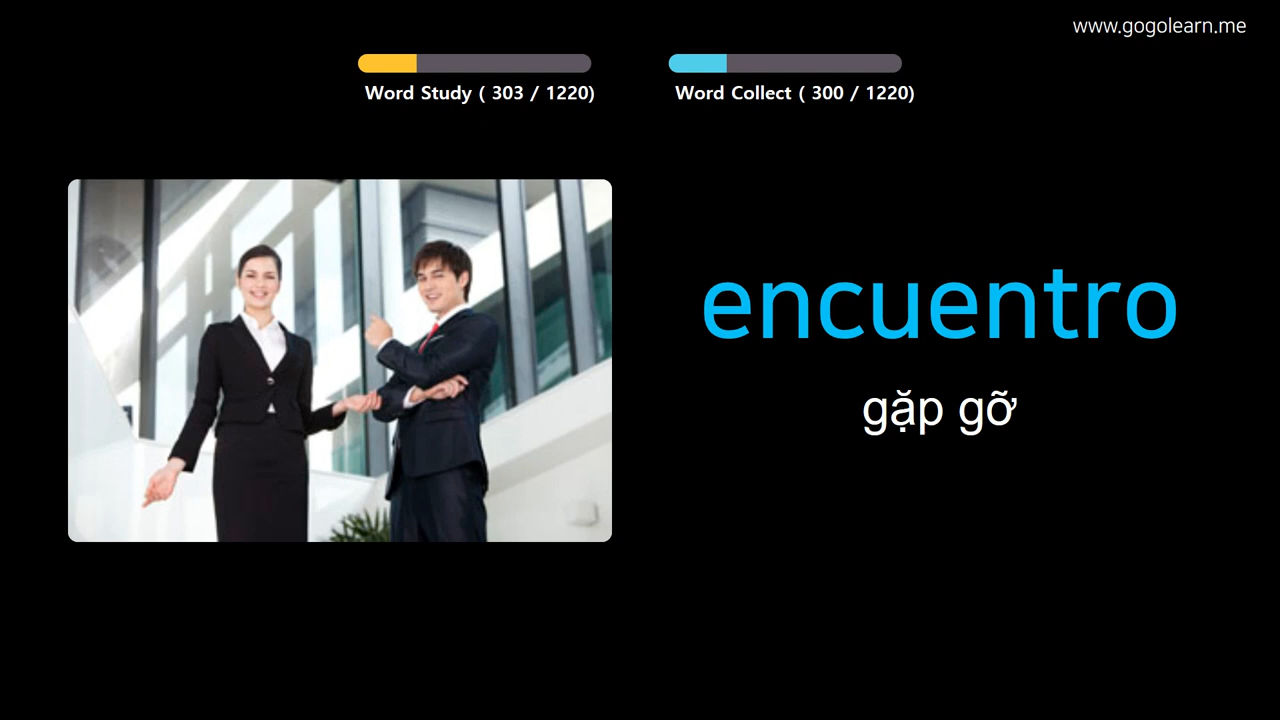 www.gogolearn.me
Word Study ( 303 / 1220)
Word Collect ( 300 / 1220)
encuentro
gặp gỡ